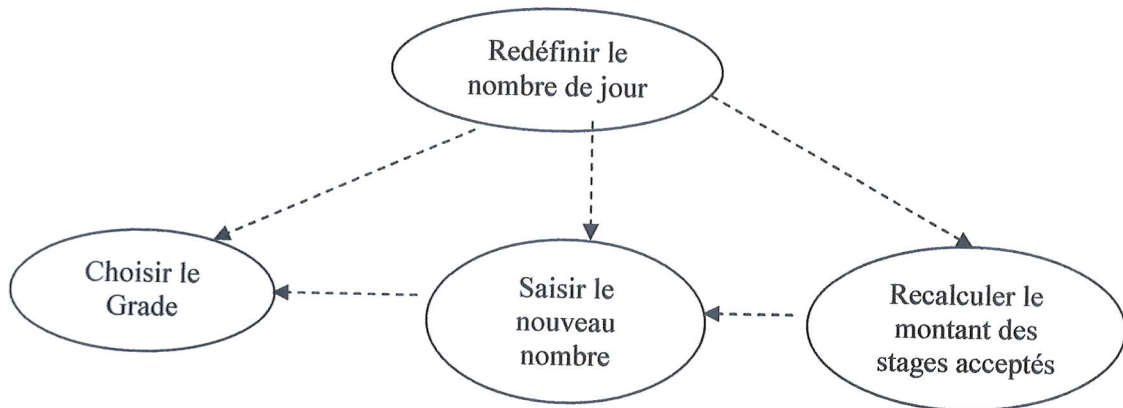 Redéfinir le
nombre de jour
Choisir le
Grade
Saisir le
nouveau
nombre
Recalculer le
montant des
stages acceptés